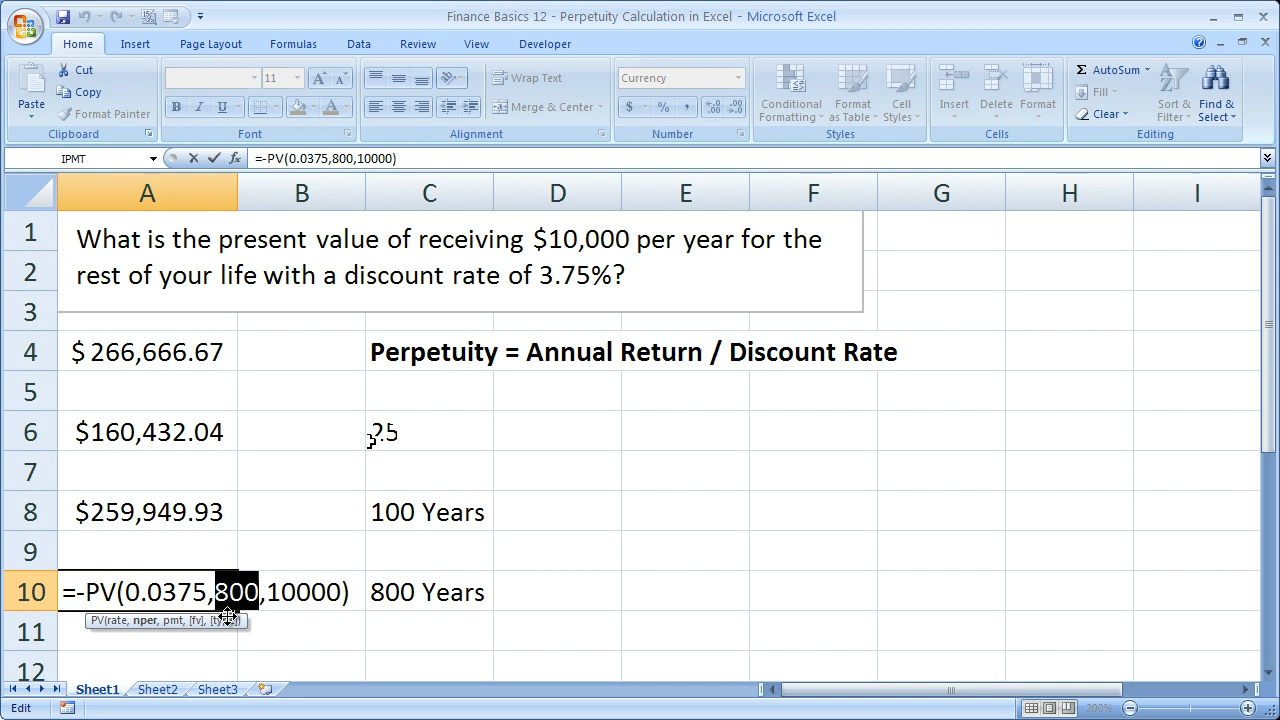 Finance Basics 12 - Perpetuity Calculation in Excel - Microsoft Excel
Home Insert Page Layout Formulas Data Review View Developer
Paste
Cut
Copy
Format Painter
Clipboard
11
B I U
Font
Wrap Text
Merge & Center
Alignment
Currency
$ % ,
Number
Conditional Formatting
Format as Table
Cell Styles
Styles
Insert Delete Format
Cells
AutoSum
Fill
Clear
Sort & Filter
Find & Select
Editing
IPMT
=-PV(0.0375,800,10000)
A B C D E F G H I
1
What is the present value of receiving $10,000 per year for the
2
rest of your life with a discount rate of 3.75%?
3
4 $ 266,666.67 Perpetuity = Annual Return / Discount Rate
5
6 $160,432.04 25
7
8 $259,949.93 100 Years
9
10 =-PV(0.0375,800,10000) 800 Years
PV(rate, nper, pmt, [fv],
11
12
Sheet1 Sheet2 Sheet3
Edit
200%